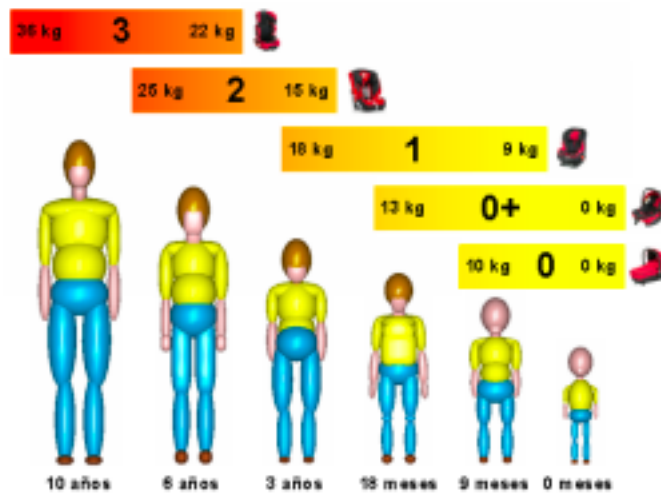 36 kg 3 22 kg
25 kg 2 15 kg
18 kg 1 9 kg
13 kg 0+ 0 kg
10 kg 0 0 kg
10 años 6 años 3 años 18 meses 9 meses 0 meses